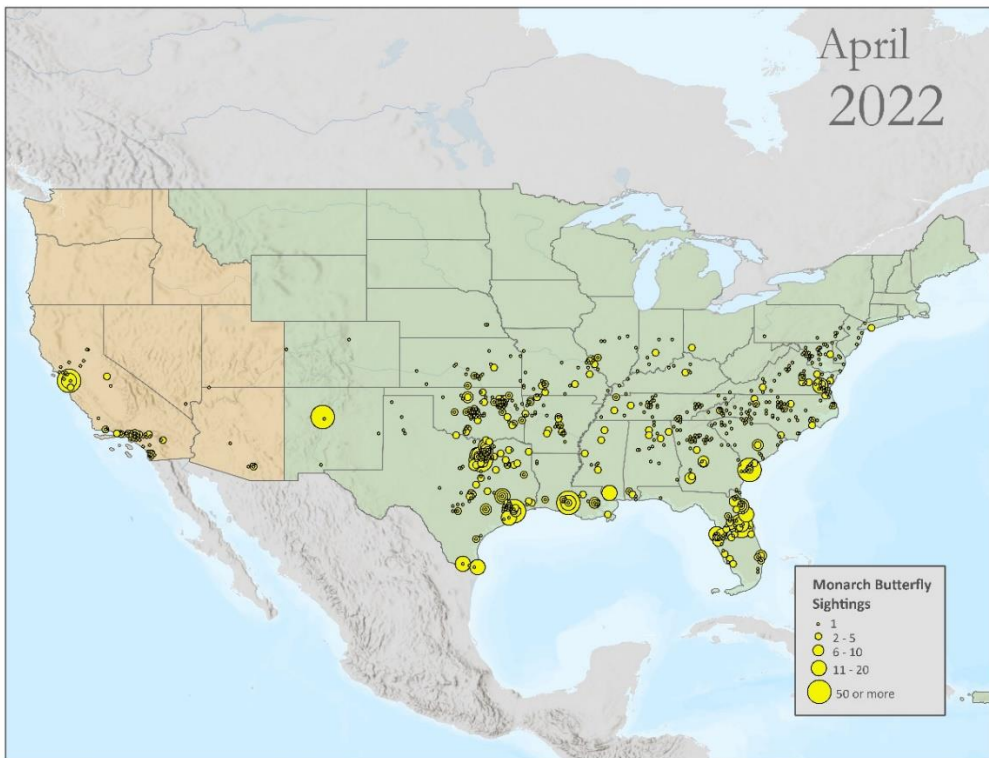 April
2022
Monarch Butterfly
Sightings
1
2 - 5
6 - 10
11 - 20
50 or more